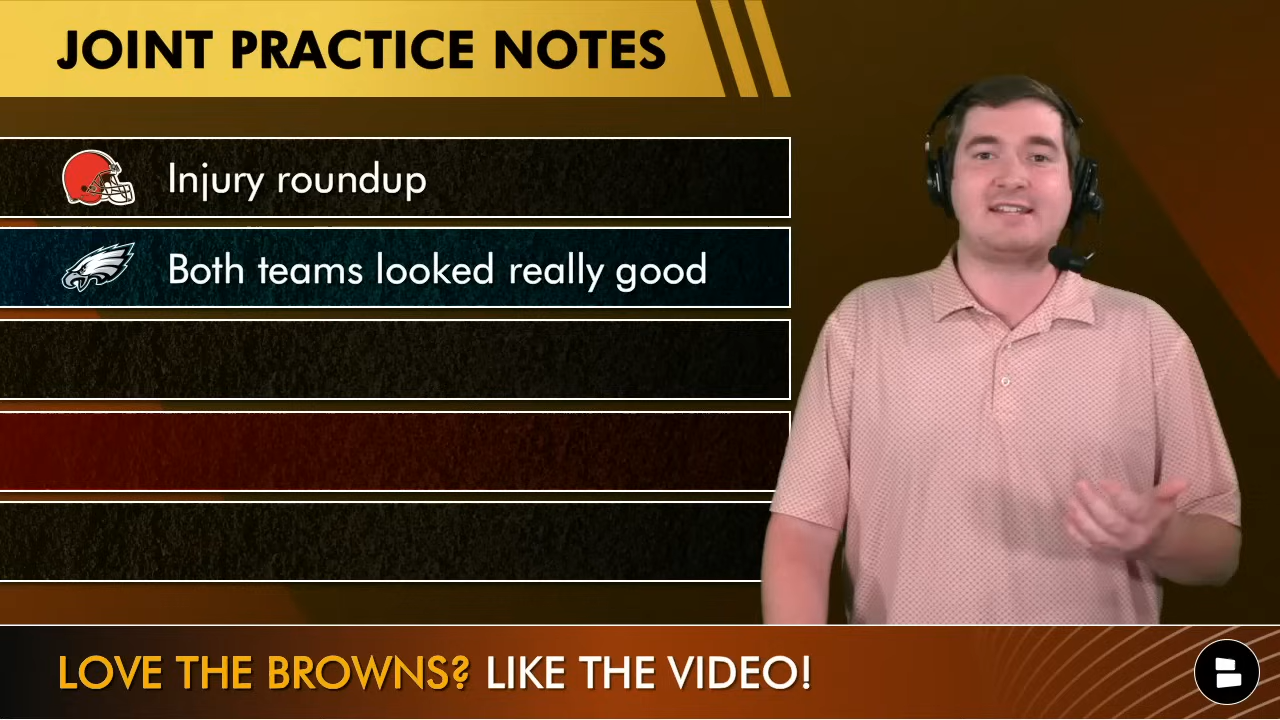 JOINT PRACTICE NOTES
Injury roundup
Both teams looked really good
LOVE THE BROWNS? LIKE THE VIDEO!